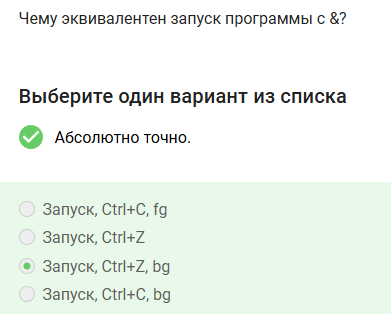 Чему эквивалентен запуск программы с &?
Выберите один вариант из списка
Абсолютно точно.
Запуск, Ctrl+C, fg
Запуск, Ctrl+Z
Запуск, Ctrl+Z, bg
Запуск, Ctrl+C, bg